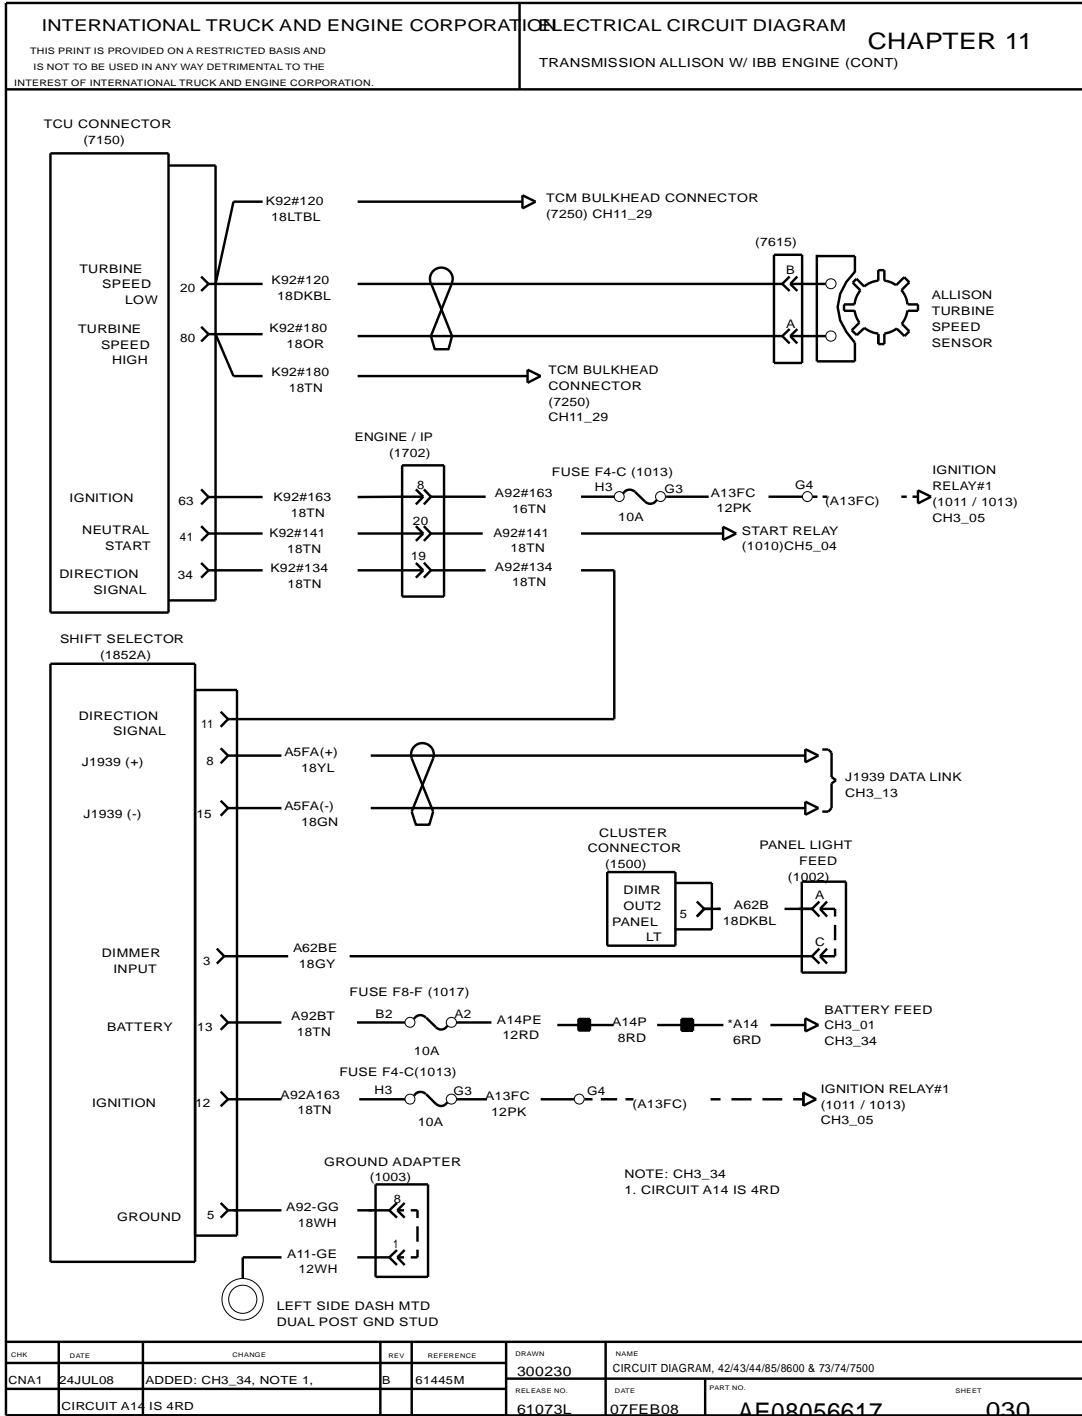 INTERNATIONAL TRUCK AND ENGINE CORPORATION
THIS PRINT IS PROVIDED ON A RESTRICTED BASIS AND
IS NOT TO BE USED IN ANY WAY DETRIMENTAL TO THE
INTEREST OF INTERNATIONAL TRUCK AND ENGINE CORPORATION.
ELECTRICAL CIRCUIT DIAGRAM
CHAPTER 11
TRANSMISSION ALLISON W/ IBB ENGINE (CONT)
TCU CONNECTOR
(7150)
K92#120
18LTBL
TCM BULKHEAD CONNECTOR
(7250) CH11_29
(7615)
TURBINE
SPEED
LOW
20
K92#120
18DKBL
B
TURBINE
SPEED
HIGH
80
K92#180
18OR
A
ALLISON
TURBINE
SPEED
SENSOR
K92#180
18TN
TCM BULKHEAD
CONNECTOR
(7250)
CH11_29
ENGINE / IP
(1702)
IGNITION
63
K92#163
18TN
8
A92#163
16TN
FUSE F4-C (1013)
H3
G3
10A
A13FC
12PK
G4
(A13FC)
IGNITION
RELAY#1
(1011 / 1013)
CH3_05
NEUTRAL
START
41
K92#141
18TN
20
A92#141
18TN
START RELAY
(1010)CH5_04
DIRECTION
SIGNAL
34
K92#134
18TN
19
A92#134
18TN
SHIFT SELECTOR
(1852A)
DIRECTION
SIGNAL
11
J1939 (+)
8
A5FA(+)
18YL
J1939 (-)
15
A5FA(-)
18GN
J1939 DATA LINK
CH3_13
CLUSTER
CONNECTOR
(1500)
DIMR
OUT2
PANEL
LT
5
A62B
18DKBL
PANEL LIGHT
FEED
(1002)
A
C
DIMMER
INPUT
3
A62BE
18GY
FUSE F8-F (1017)
BATTERY
13
A92BT
18TN
B2
A2
10A
A14PE
12RD
A14P
8RD
*A14
6RD
BATTERY FEED
CH3_01
CH3_34
FUSE F4-C(1013)
IGNITION
12
A92A163
18TN
H3
G3
10A
A13FC
12PK
G4
(A13FC)
IGNITION RELAY#1
(1011 / 1013)
CH3_05
GROUND ADAPTER
(1003)
NOTE: CH3_34
1. CIRCUIT A14 IS 4RD
GROUND
5
A92-GG
18WH
8
A11-GE
12WH
1
LEFT SIDE DASH MTD
DUAL POST GND STUD
CHK
DATE
CHANGE
REV
REFERENCE
DRAWN
300230
NAME
CIRCUIT DIAGRAM, 42/43/44/85/8600 & 73/74/7500
CNA1
24JUL08
ADDED: CH3_34, NOTE 1,
B
61445M
CIRCUIT A14 IS 4RD
RELEASE NO.
61073L
DATE
07FEB08
PART NO.
AE08056617
SHEET
030